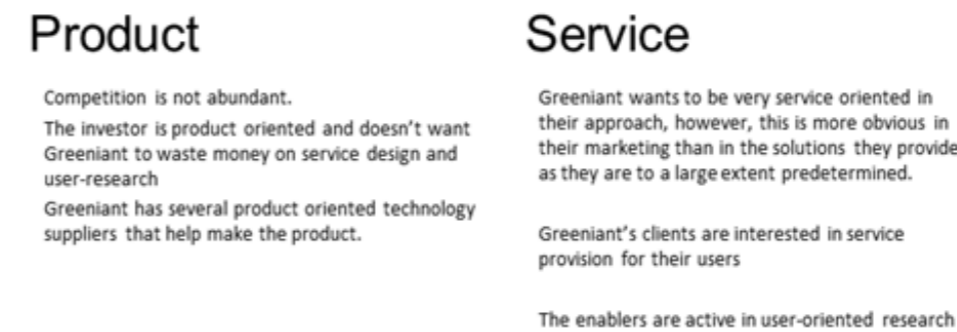 Product
Competition is not abundant.
The investor is product oriented and doesn't want
Greeniant to waste money on service design and
user-research
Greeniant has several product oriented technology
suppliers that help make the product.
Service
Greeniant wants to be very service oriented in
their approach, however, this is more obvious in
their marketing than in the solutions they provide
as they are to a large extent predetermined.
Greeniant's clients are interested in service
provision for their users
The enablers are active in user-oriented research